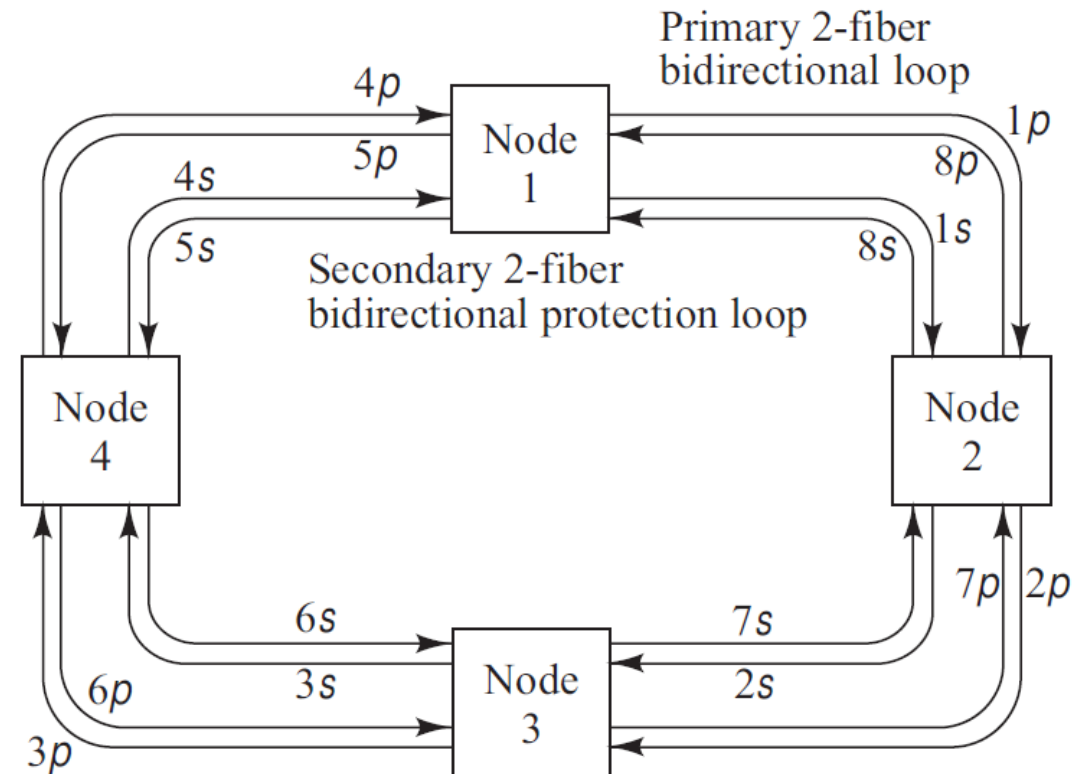 Primary 2-fiber
bidirectional loop
4p
Node
1
1p
5p
8p
4s
1s
5s
8s
Secondary 2-fiber
bidirectional protection loop
Node
4
Node
2
7p
2p
6s
7s
3s
2s
Node
3
6p
3p